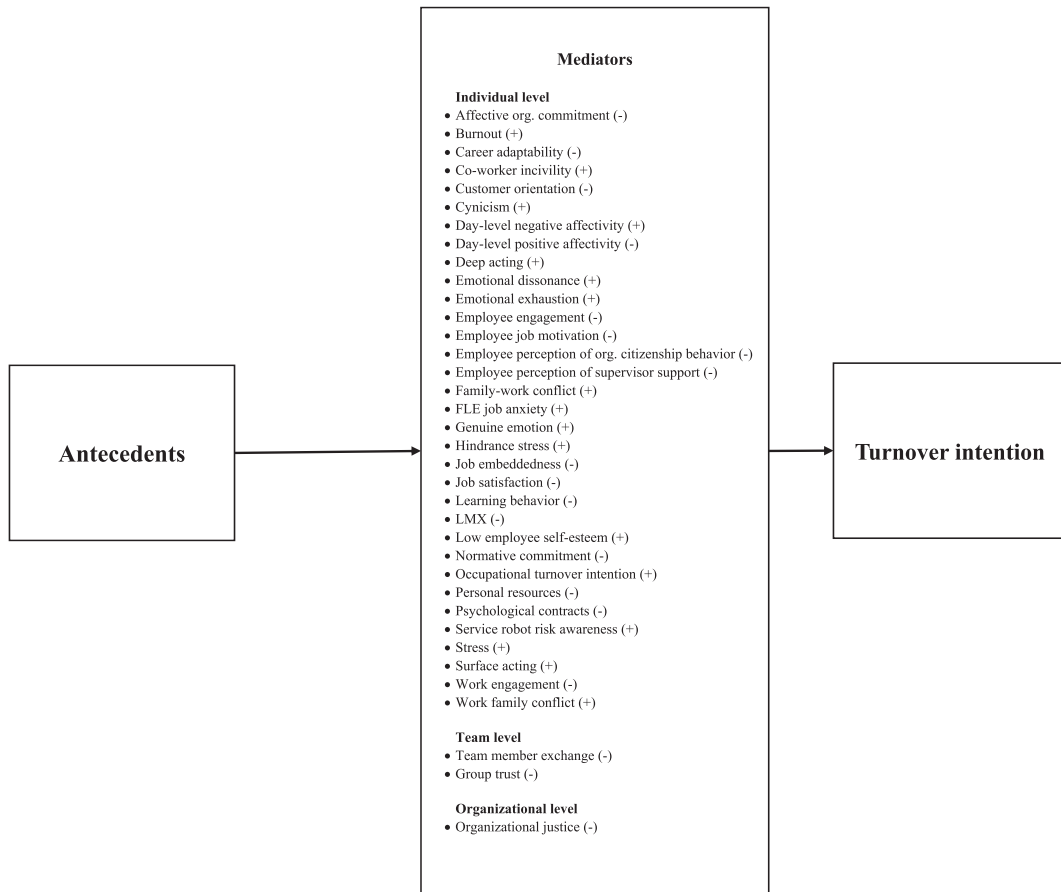 Mediators
Individual level
• Affective org. commitment (-)
• Burnout (+)
• Career adaptability (-)
• Co-worker incivility (+)
• Customer orientation (-)
• Cynicism (+)
• Day-level negative affectivity (+)
• Day-level positive affectivity (-)
• Deep acting (+)
• Emotional dissonance (+)
• Emotional exhaustion (+)
• Employee engagement (-)
• Employee job motivation (-)
• Employee perception of org. citizenship behavior (-)
• Employee perception of supervisor support (-)
• Family-work conflict (+)
• FLE job anxiety (+)
• Genuine emotion (+)
• Hindrance stress (+)
• Job embeddedness (-)
• Job satisfaction (-)
• Learning behavior (-)
• LMX (-)
• Low employee self-esteem (+)
• Normative commitment (-)
• Occupational turnover intention (+)
• Personal resources (-)
• Psychological contracts (-)
• Service robot risk awareness (+)
• Stress (+)
• Surface acting (+)
• Work engagement (-)
• Work family conflict (+)
Team level
• Team member exchange (-)
• Group trust (-)
Organizational level
• Organizational justice (-)
Antecedents
Turnover intention